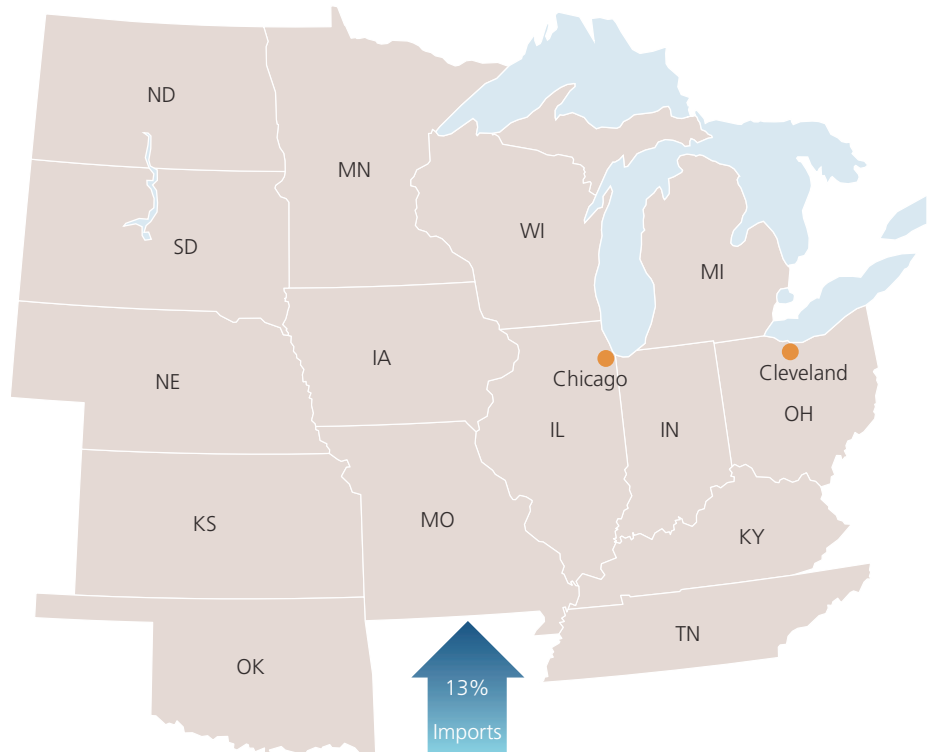 ND
MN
WI
SD
MI
IA
Chicago
Cleveland
NE
OH
IL
IN
KS
MO
KY
TN
OK
13%
Imports